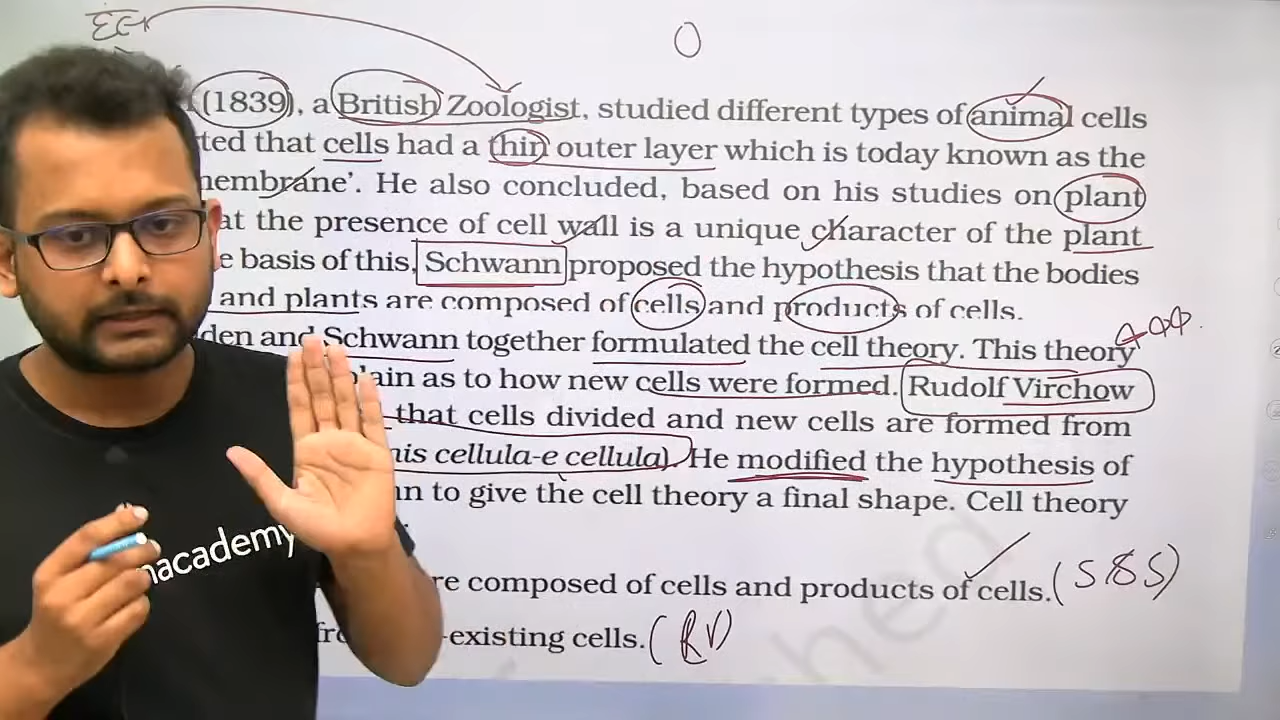 (1839), a British Zoologist, studied different types of animal cells
ted that cells had a thin outer layer which is today known as the
embrane'. He also concluded, based on his studies on plant
at the presence of cell wall is a unique character of the plant
e basis of this, Schwann proposed the hypothesis that the bodies
and plants are composed of cells and products of cells.
den and Schwann together formulated the cell theory. This theory
lain as to how new cells were formed. Rudolf Virchow
that cells divided and new cells are formed from
is cellula-e cellula). He modified the hypothesis of
nn to give the cell theory a final shape. Cell theory
re composed of cells and products of cells. (S & S)
-existing cells. (RV)
nacademy